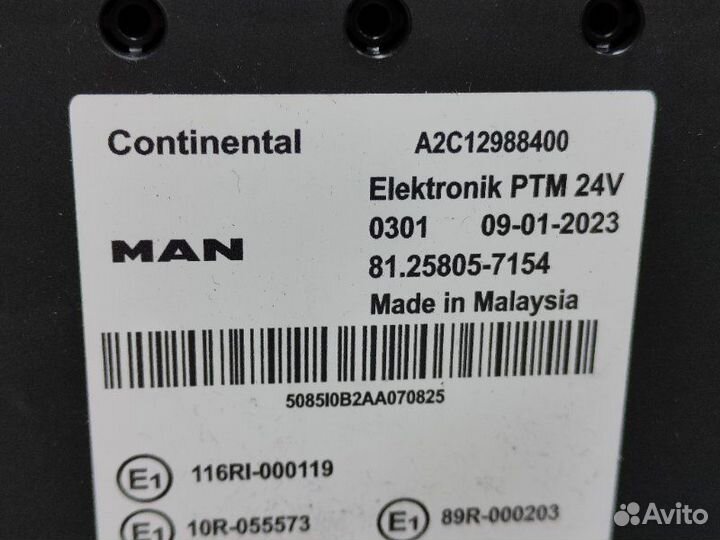 Continental A2C12988400
Elektronik PTM 24V
0301 09-01-2023
MAN 81.25805-7154
Made in Malaysia
5085I0B2AA070825
E1 116RI-000119
E1 10R-055573 E1 89R-000203
Avito